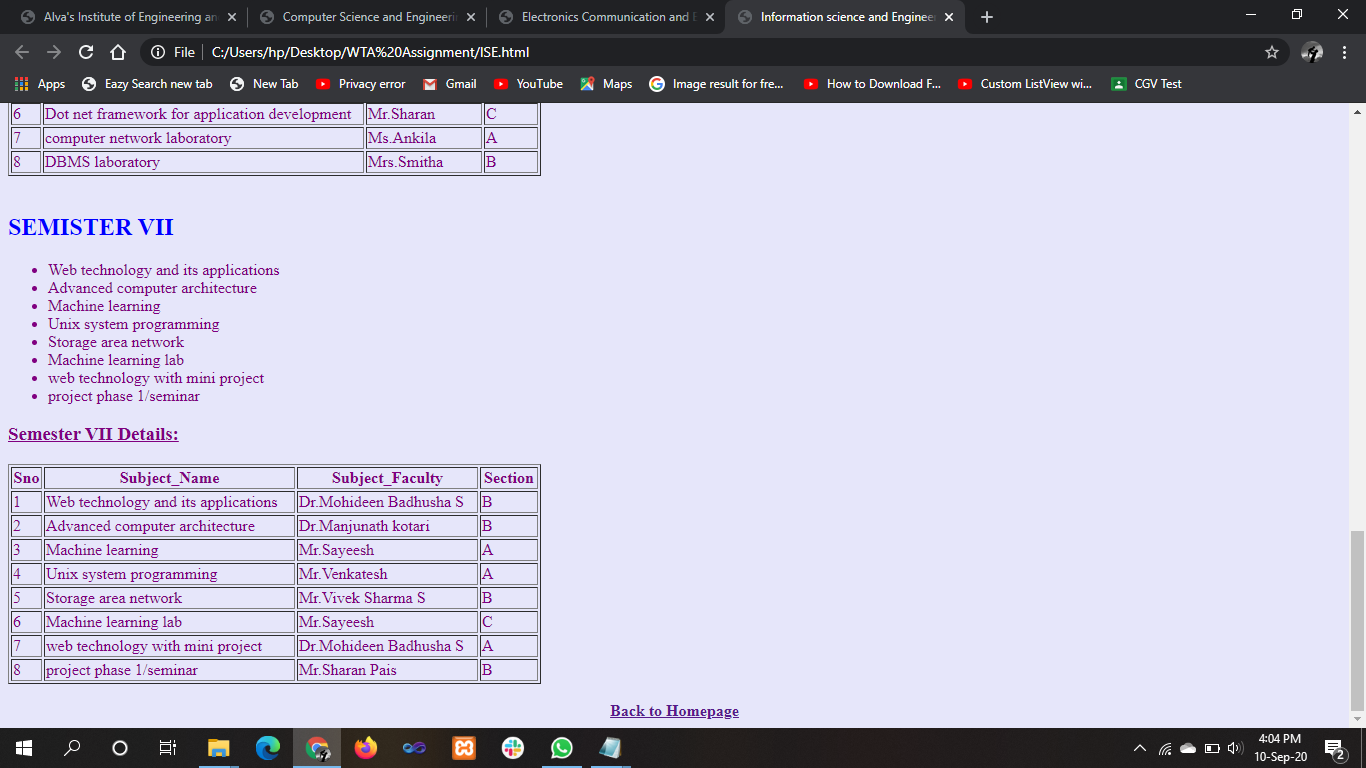 Alva's Institute of Engineering an
Computer Science and Engineeri
Electronics Communication and E
Information science and Enginee
File
C:/Users/hp/Desktop/WTA%20Assignment/ISE.html
Apps
Eazy Search new tab
New Tab
Privacy error
Gmail
YouTube
Maps
Image result for fre...
How to Download F...
Custom ListView wi...
CGV Test
6 Dot net framework for application development Mr.Sharan C
7 computer network laboratory Ms.Ankila A
8 DBMS laboratory Mrs.Smitha B
SEMISTER VII
Web technology and its applications
Advanced computer architecture
Machine learning
Unix system programming
Storage area network
Machine learning lab
web technology with mini project
project phase 1/seminar
Semester VII Details:
Sno Subject_Name Subject_Faculty Section
1 Web technology and its applications Dr.Mohideen Badhusha S B
2 Advanced computer architecture Dr.Manjunath kotari B
3 Machine learning Mr.Sayeesh A
4 Unix system programming Mr.Venkatesh A
5 Storage area network Mr.Vivek Sharma S B
6 Machine learning lab Mr.Sayeesh C
7 web technology with mini project Dr.Mohideen Badhusha S A
8 project phase 1/seminar Mr.Sharan Pais B
Back to Homepage
4:04 PM
10-Sep-20
2